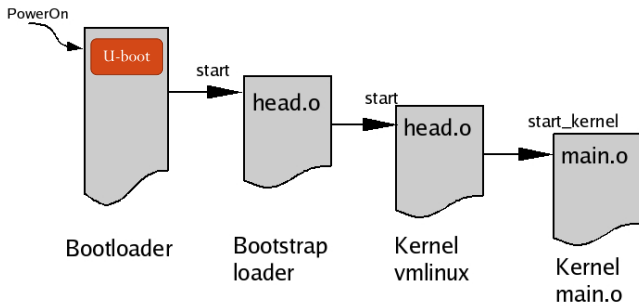 PowerOn
U-boot
start
head.o
start
head.o
start_kernel
main.o
Bootloader
Bootstrap
loader
Kernel
vmlinux
Kernel
main.o